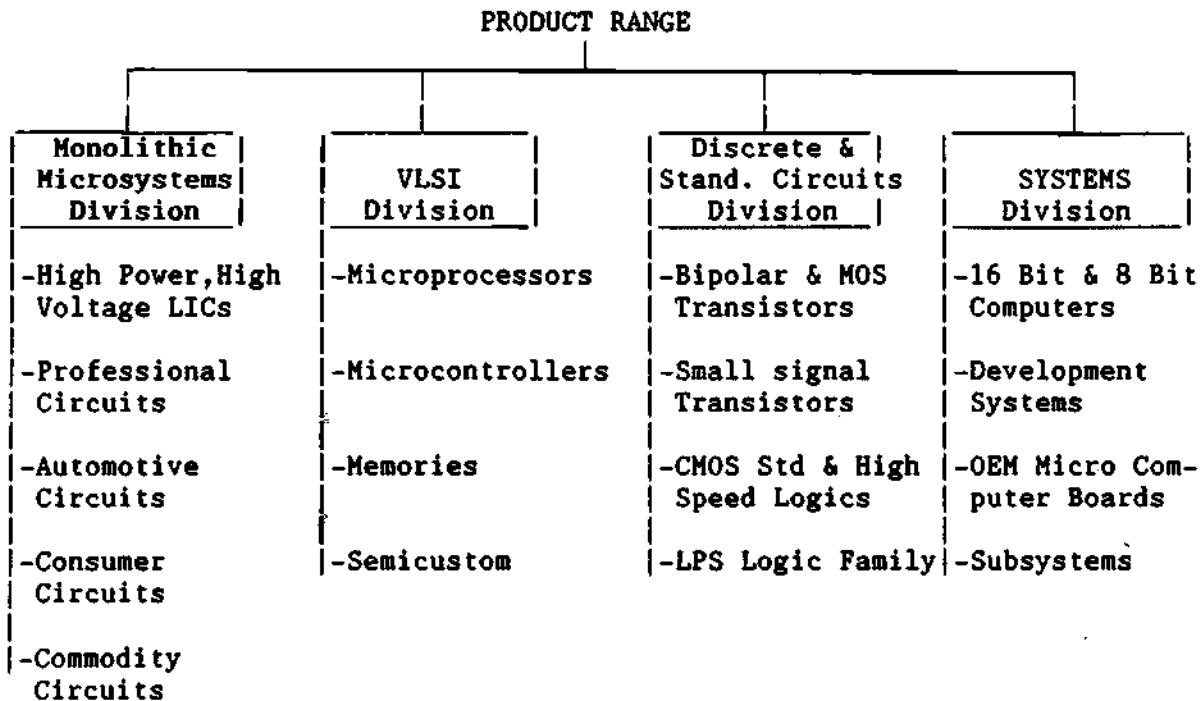 PRODUCT RANGE
Monolithic
Microsystems
Division
-High Power,High
Voltage LICs
-Professional
Circuits
-Automotive
Circuits
-Consumer
Circuits
-Commodity
Circuits
VLSI
Division
-Microprocessors
-Microcontrollers
-Memories
-Semicustom
Discrete &
Stand. Circuits
Division
-Bipolar & MOS
Transistors
-Small signal
Transistors
-CMOS Std & High
Speed Logics
-LPS Logic Family
SYSTEMS
Division
-16 Bit & 8 Bit
Computers
-Development
Systems
-OEM Micro Com-
puter Boards
-Subsystems